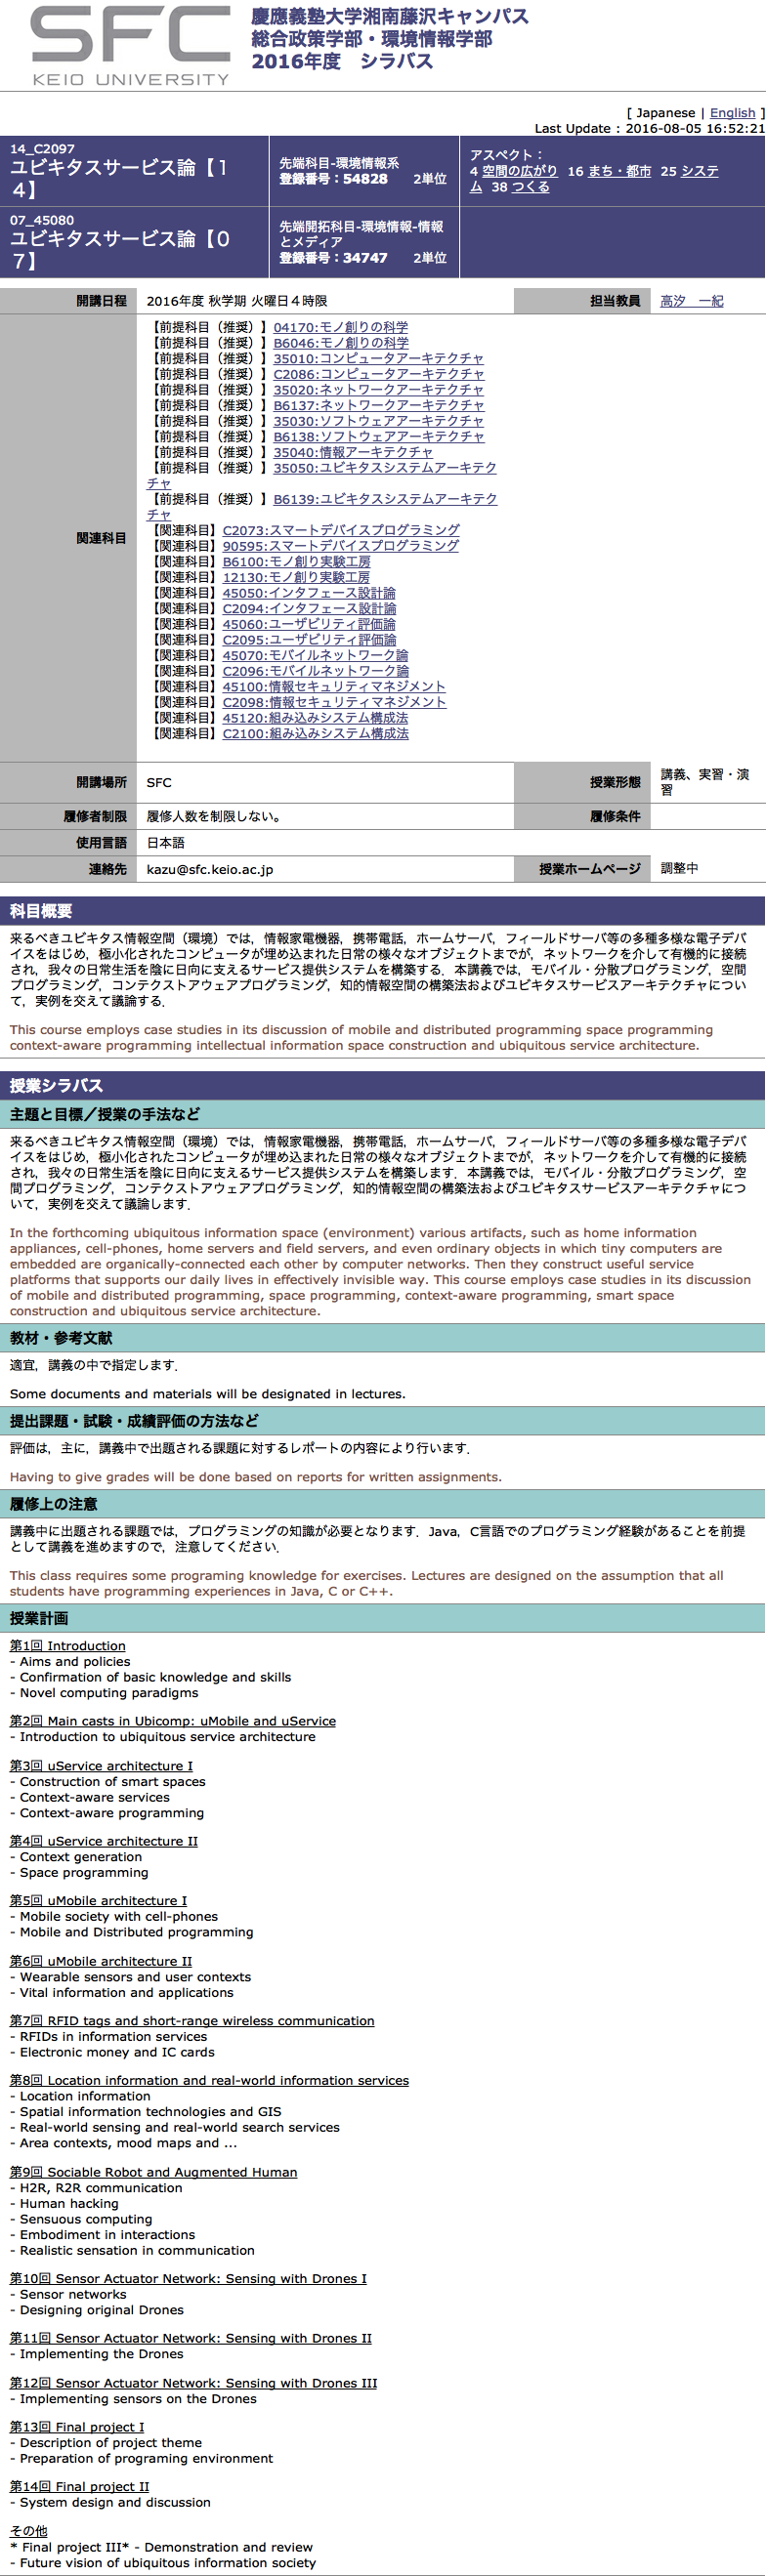 SFC
KEIO UNIVERSITY
慶應義塾大学湘南藤沢キャンパス
総合政策学部・環境情報学部
2016年度　シラバス
[ Japanese | English ]
Last Update : 2016-08-05 16:52:21
14_C2097
ユビキタスサービス論【１
４】
先端科目-環境情報系
登録番号：54828　　2単位
アスペクト：
4 空間の広がり  16 まち・都市  25 システ
ム  38 つくる
07_45080
ユビキタスサービス論【０
７】
先端開拓科目-環境情報-情報
とメディア
登録番号：34747　　2単位
開講日程
2016年度 秋学期 火曜日４時限
担当教員
高汐　一紀
関連科目
【前提科目（推奨）】04170:モノ創りの科学
【前提科目（推奨）】B6046:モノ創りの科学
【前提科目（推奨）】35010:コンピュータアーキテクチャ
【前提科目（推奨）】C2086:コンピュータアーキテクチャ
【前提科目（推奨）】35020:ネットワークアーキテクチャ
【前提科目（推奨）】B6137:ネットワークアーキテクチャ
【前提科目（推奨）】35030:ソフトウェアアーキテクチャ
【前提科目（推奨）】B6138:ソフトウェアアーキテクチャ
【前提科目（推奨）】35040:情報アーキテクチャ
【前提科目（推奨）】35050:ユビキタスシステムアーキテク
チャ
【前提科目（推奨）】B6139:ユビキタスシステムアーキテク
チャ
【関連科目】C2073:スマートデバイスプログラミング
【関連科目】90595:スマートデバイスプログラミング
【関連科目】B6100:モノ創り実験工房
【関連科目】12130:モノ創り実験工房
【関連科目】45050:インタフェース設計論
【関連科目】C2094:インタフェース設計論
【関連科目】45060:ユーザビリティ評価論
【関連科目】C2095:ユーザビリティ評価論
【関連科目】45070:モバイルネットワーク論
【関連科目】C2096:モバイルネットワーク論
【関連科目】45100:情報セキュリティマネジメント
【関連科目】C2098:情報セキュリティマネジメント
【関連科目】45120:組み込みシステム構成法
【関連科目】C2100:組み込みシステム構成法
開講場所
SFC
授業形態
講義、実習・演
習
履修者制限
履修人数を制限しない。
履修条件
使用言語
日本語
連絡先
kazu@sfc.keio.ac.jp
授業ホームページ
調整中
科目概要
来るべきユビキタス情報空間（環境）では，情報家電機器，携帯電話，ホームサーバ，フィールドサーバ等の多種多様な電子デバ
イスをはじめ，極小化されたコンピュータが埋め込まれた日常の様々なオブジェクトまでが，ネットワークを介して有機的に接続
され，我々の日常生活を陰に日向に支えるサービス提供システムを構築する．本講義では，モバイル・分散プログラミング，空間
プログラミング，コンテクストアウェアプログラミング，知的情報空間の構築法およびユビキタスサービスアーキテクチャについ
て，実例を交えて議論する．
This course employs case studies in its discussion of mobile and distributed programming space programming
context-aware programming intellectual information space construction and ubiquitous service architecture.
授業シラバス
主題と目標／授業の手法など
来るべきユビキタス情報空間（環境）では，情報家電機器，携帯電話，ホームサーバ，フィールドサーバ等の多種多様な電子デバ
イスをはじめ，極小化されたコンピュータが埋め込まれた日常の様々なオブジェクトまでが，ネットワークを介して有機的に接続
され，我々の日常生活を陰に日向に支えるサービス提供システムを構築します．本講義では，モバイル・分散プログラミング，空
間プログラミング，コンテクストアウェアプログラミング，知的情報空間の構築法およびユビキタスサービスアーキテクチャにつ
いて，実例を交えて議論します．
In the forthcoming ubiquitous information space (environment) various artifacts, such as home information
appliances, cell-phones, home servers and field servers, and even ordinary objects in which tiny computers are
embedded are organically-connected each other by computer networks. Then they construct useful service
platforms that supports our daily lives in effectively invisible way. This course employs case studies in its discussion
of mobile and distributed programming, space programming, context-aware programming, smart space
construction and ubiquitous service architecture.
教材・参考文献
適宜，講義の中で指定します．
Some documents and materials will be designated in lectures.
提出課題・試験・成績評価の方法など
評価は，主に，講義中で出題される課題に対するレポートの内容により行います．
Having to give grades will be done based on reports for written assignments.
履修上の注意
講義中に出題される課題では，プログラミングの知識が必要となります．Java，C言語でのプログラミング経験があることを前提
として講義を進めますので，注意してください．
This class requires some programing knowledge for exercises. Lectures are designed on the assumption that all
students have programming experiences in Java, C or C++.
授業計画
第1回 Introduction
- Aims and policies
- Confirmation of basic knowledge and skills
- Novel computing paradigms
第2回 Main casts in Ubicomp: uMobile and uService
- Introduction to ubiquitous service architecture
第3回 uService architecture I
- Construction of smart spaces
- Context-aware services
- Context-aware programming
第4回 uService architecture II
- Context generation
- Space programming
第5回 uMobile architecture I
- Mobile society with cell-phones
- Mobile and Distributed programming
第6回 uMobile architecture II
- Wearable sensors and user contexts
- Vital information and applications
第7回 RFID tags and short-range wireless communication
- RFIDs in information services
- Electronic money and IC cards
第8回 Location information and real-world information services
- Location information
- Spatial information technologies and GIS
- Real-world sensing and real-world search services
- Area contexts, mood maps and ...
第9回 Sociable Robot and Augmented Human
- H2R, R2R communication
- Human hacking
- Sensuous computing
- Embodiment in interactions
- Realistic sensation in communication
第10回 Sensor Actuator Network: Sensing with Drones I
- Sensor networks
- Designing original Drones
第11回 Sensor Actuator Network: Sensing with Drones II
- Implementing the Drones
第12回 Sensor Actuator Network: Sensing with Drones III
- Implementing sensors on the Drones
第13回 Final project I
- Description of project theme
- Preparation of programing environment
第14回 Final project II
- System design and discussion
その他
* Final project III* - Demonstration and review
- Future vision of ubiquitous information society